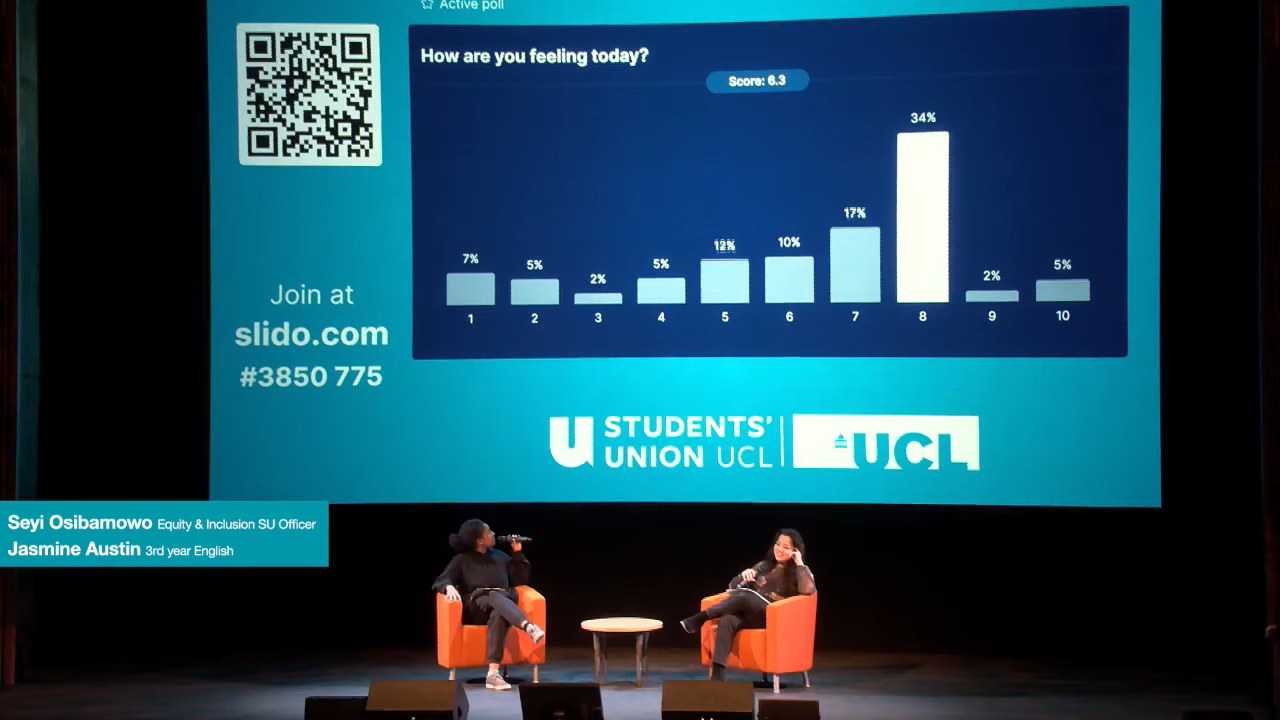 Active poll
How are you feeling today?
Score: 6.3
34%
17%
10%
7%
5%
2%
5%
2%
5%
1 2 3 4 5 6 7 8 9 10
Join at
slido.com
#3850 775
STUDENTS'
UNION UCL
UCL
Seyi Osibamowo Equity & Inclusion SU Officer
Jasmine Austin 3rd year English